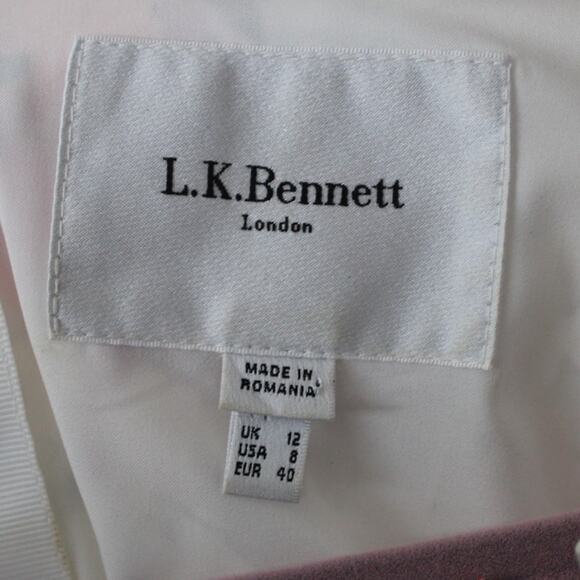 L.K.Bennett
London
MADE IN
ROMANIA
UK 12
USA 8
EUR 40